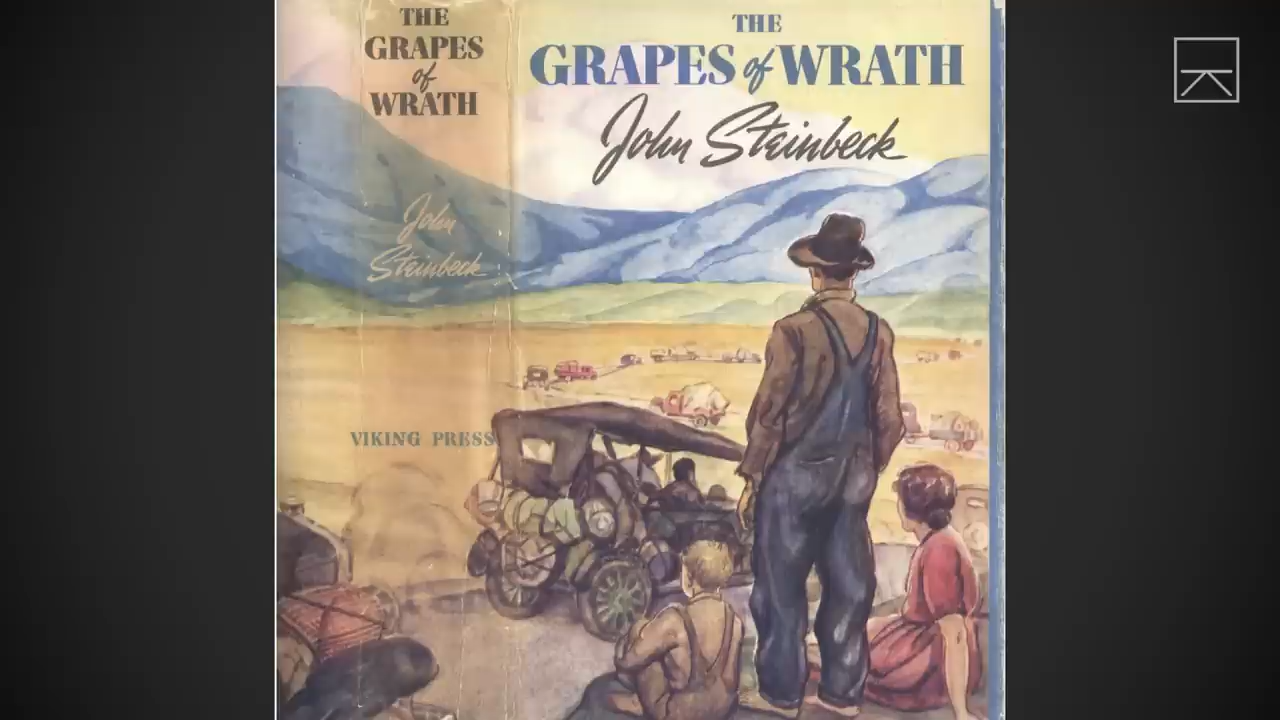 THE
GRAPES
of
WRATH
John
Steinbeck
VIKING PRESS
THE
GRAPES of WRATH
John Steinbeck